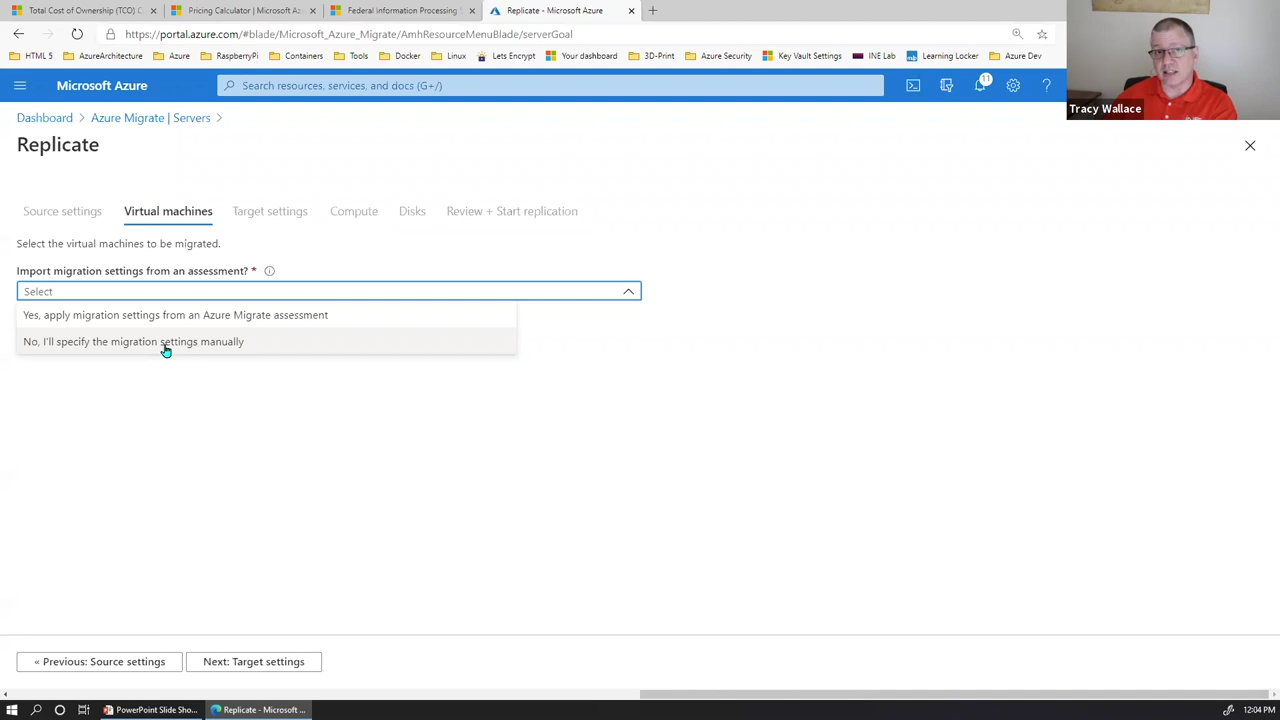 Total Cost of Ownership (TCO) C
Pricing Calculator | Microsoft Az
Federal Information Processing S
Replicate - Microsoft Azure
https://portal.azure.com/#blade/Microsoft_Azure_Migrate/AmhResourceMenuBlade/serverGoal
HTML 5
AzureArchitecture
Azure
RaspberryPi
Containers
Tools
Docker
Linux
Lets Encrypt
Your dashboard
3D-Print
Azure Security
Key Vault Settings
INE Lab
Learning Locker
Azure Dev
Microsoft Azure
Search resources, services, and docs (G+/)
11
Tracy Wallace
Dashboard > Azure Migrate | Servers >
Replicate
Source settings
Virtual machines
Target settings
Compute
Disks
Review + Start replication
Select the virtual machines to be migrated.
Import migration settings from an assessment? *
Select
Yes, apply migration settings from an Azure Migrate assessment
No, I'll specify the migration settings manually
« Previous: Source settings
Next: Target settings
PowerPoint Slide Sho...
Replicate - Microsoft ...
12:04 PM